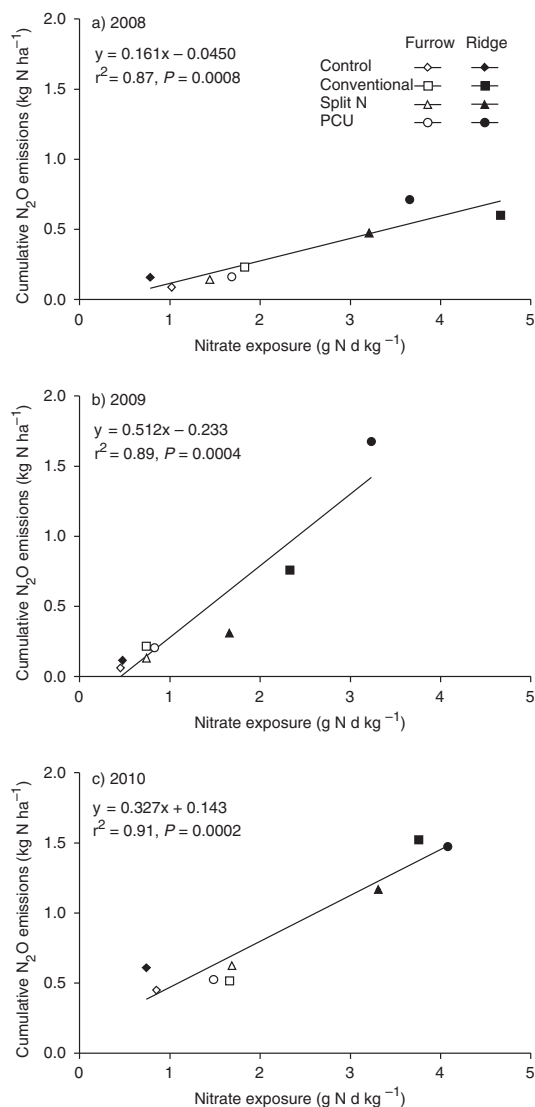 a) 2008
y = 0.161x – 0.0450
r² = 0.87, P = 0.0008
Furrow Ridge
Control
Conventional
Split N
PCU
Cumulative N₂O emissions (kg N ha⁻¹)
2.0
1.5
1.0
0.5
0.0
0 1 2 3 4 5
Nitrate exposure (g N d kg ⁻¹)
b) 2009
y = 0.512x – 0.233
r² = 0.89, P = 0.0004
Cumulative N₂O emissions (kg N ha⁻¹)
2.0
1.5
1.0
0.5
0.0
0 1 2 3 4 5
Nitrate exposure (g N d kg ⁻¹)
c) 2010
y = 0.327x + 0.143
r² = 0.91, P = 0.0002
Cumulative N₂O emissions (kg N ha⁻¹)
2.0
1.5
1.0
0.5
0.0
0 1 2 3 4 5
Nitrate exposure (g N d kg ⁻¹)